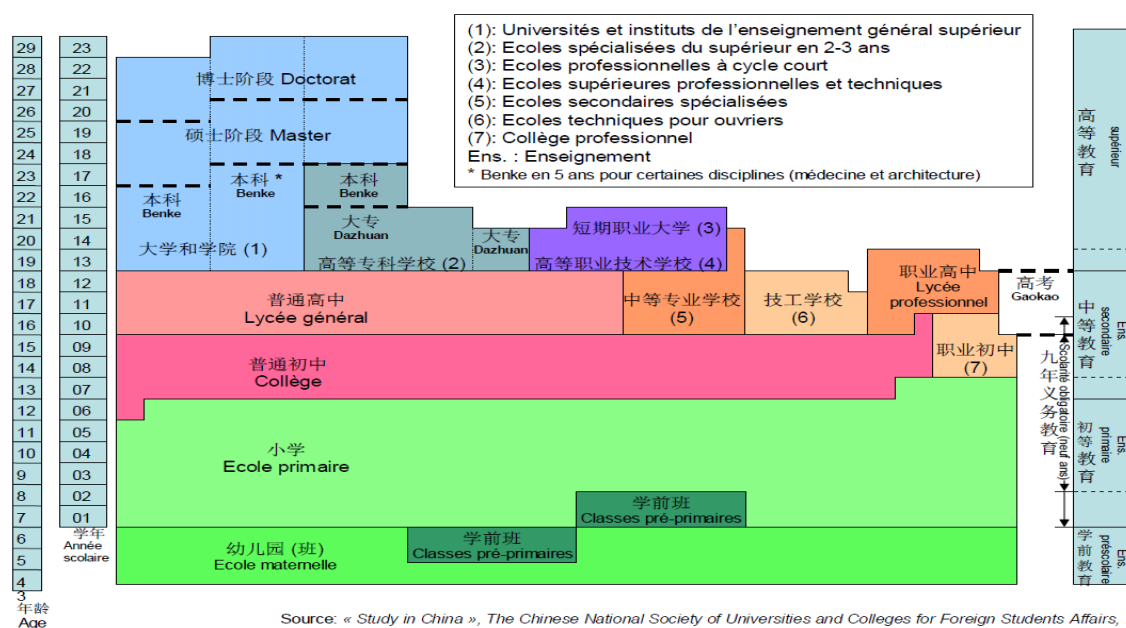 (1): Universités et instituts de l'enseignement général supérieur
(2): Ecoles spécialisées du supérieur en 2-3 ans
(3): Ecoles professionnelles à cycle court
(4): Ecoles supérieures professionnelles et techniques
(5): Ecoles secondaires spécialisées
(6): Ecoles techniques pour ouvriers
(7): Collège professionnel
Ens. : Enseignement
* Benke en 5 ans pour certaines disciplines (médecine et architecture)
29 23
28 22
27 21
26 20
25 19
24 18
23 17
22 16
21 15
20 14
19 13
18 12
17 11
16 10
15 09
14 08
13 07
12 06
11 05
10 04
9 03
8 02
7 01
6
5
4
3
学年
Année
scolaire
年龄
Age
博士阶段 Doctorat
硕士阶段 Master
本科
Benke
本科 *
Benke
本科
Benke
大学和学院 (1)
大专
Dazhuan
高等专科学校 (2)
大专
Dazhuan
短期职业大学 (3)
高等职业技术学校 (4)
普通高中
Lycée général
中等专业学校
(5)
技工学校
(6)
职业高中
Lycée
professionnel
高考
Gaokao
普通初中
Collège
职业初中
(7)
小学
Ecole primaire
学前班
Classes pré-primaires
幼儿园 (班)
Ecole maternelle
学前班
Classes pré-primaires
九年义务教育
Scolarité obligatoire (neuf ans)
高等教育
supérieur
中等教育
Ens.
secondaire
初等教育
Ens.
primaire
学前教育
Ens.
prescolaire
Source: « Study in China », The Chinese National Society of Universities and Colleges for Foreign Students Affairs,